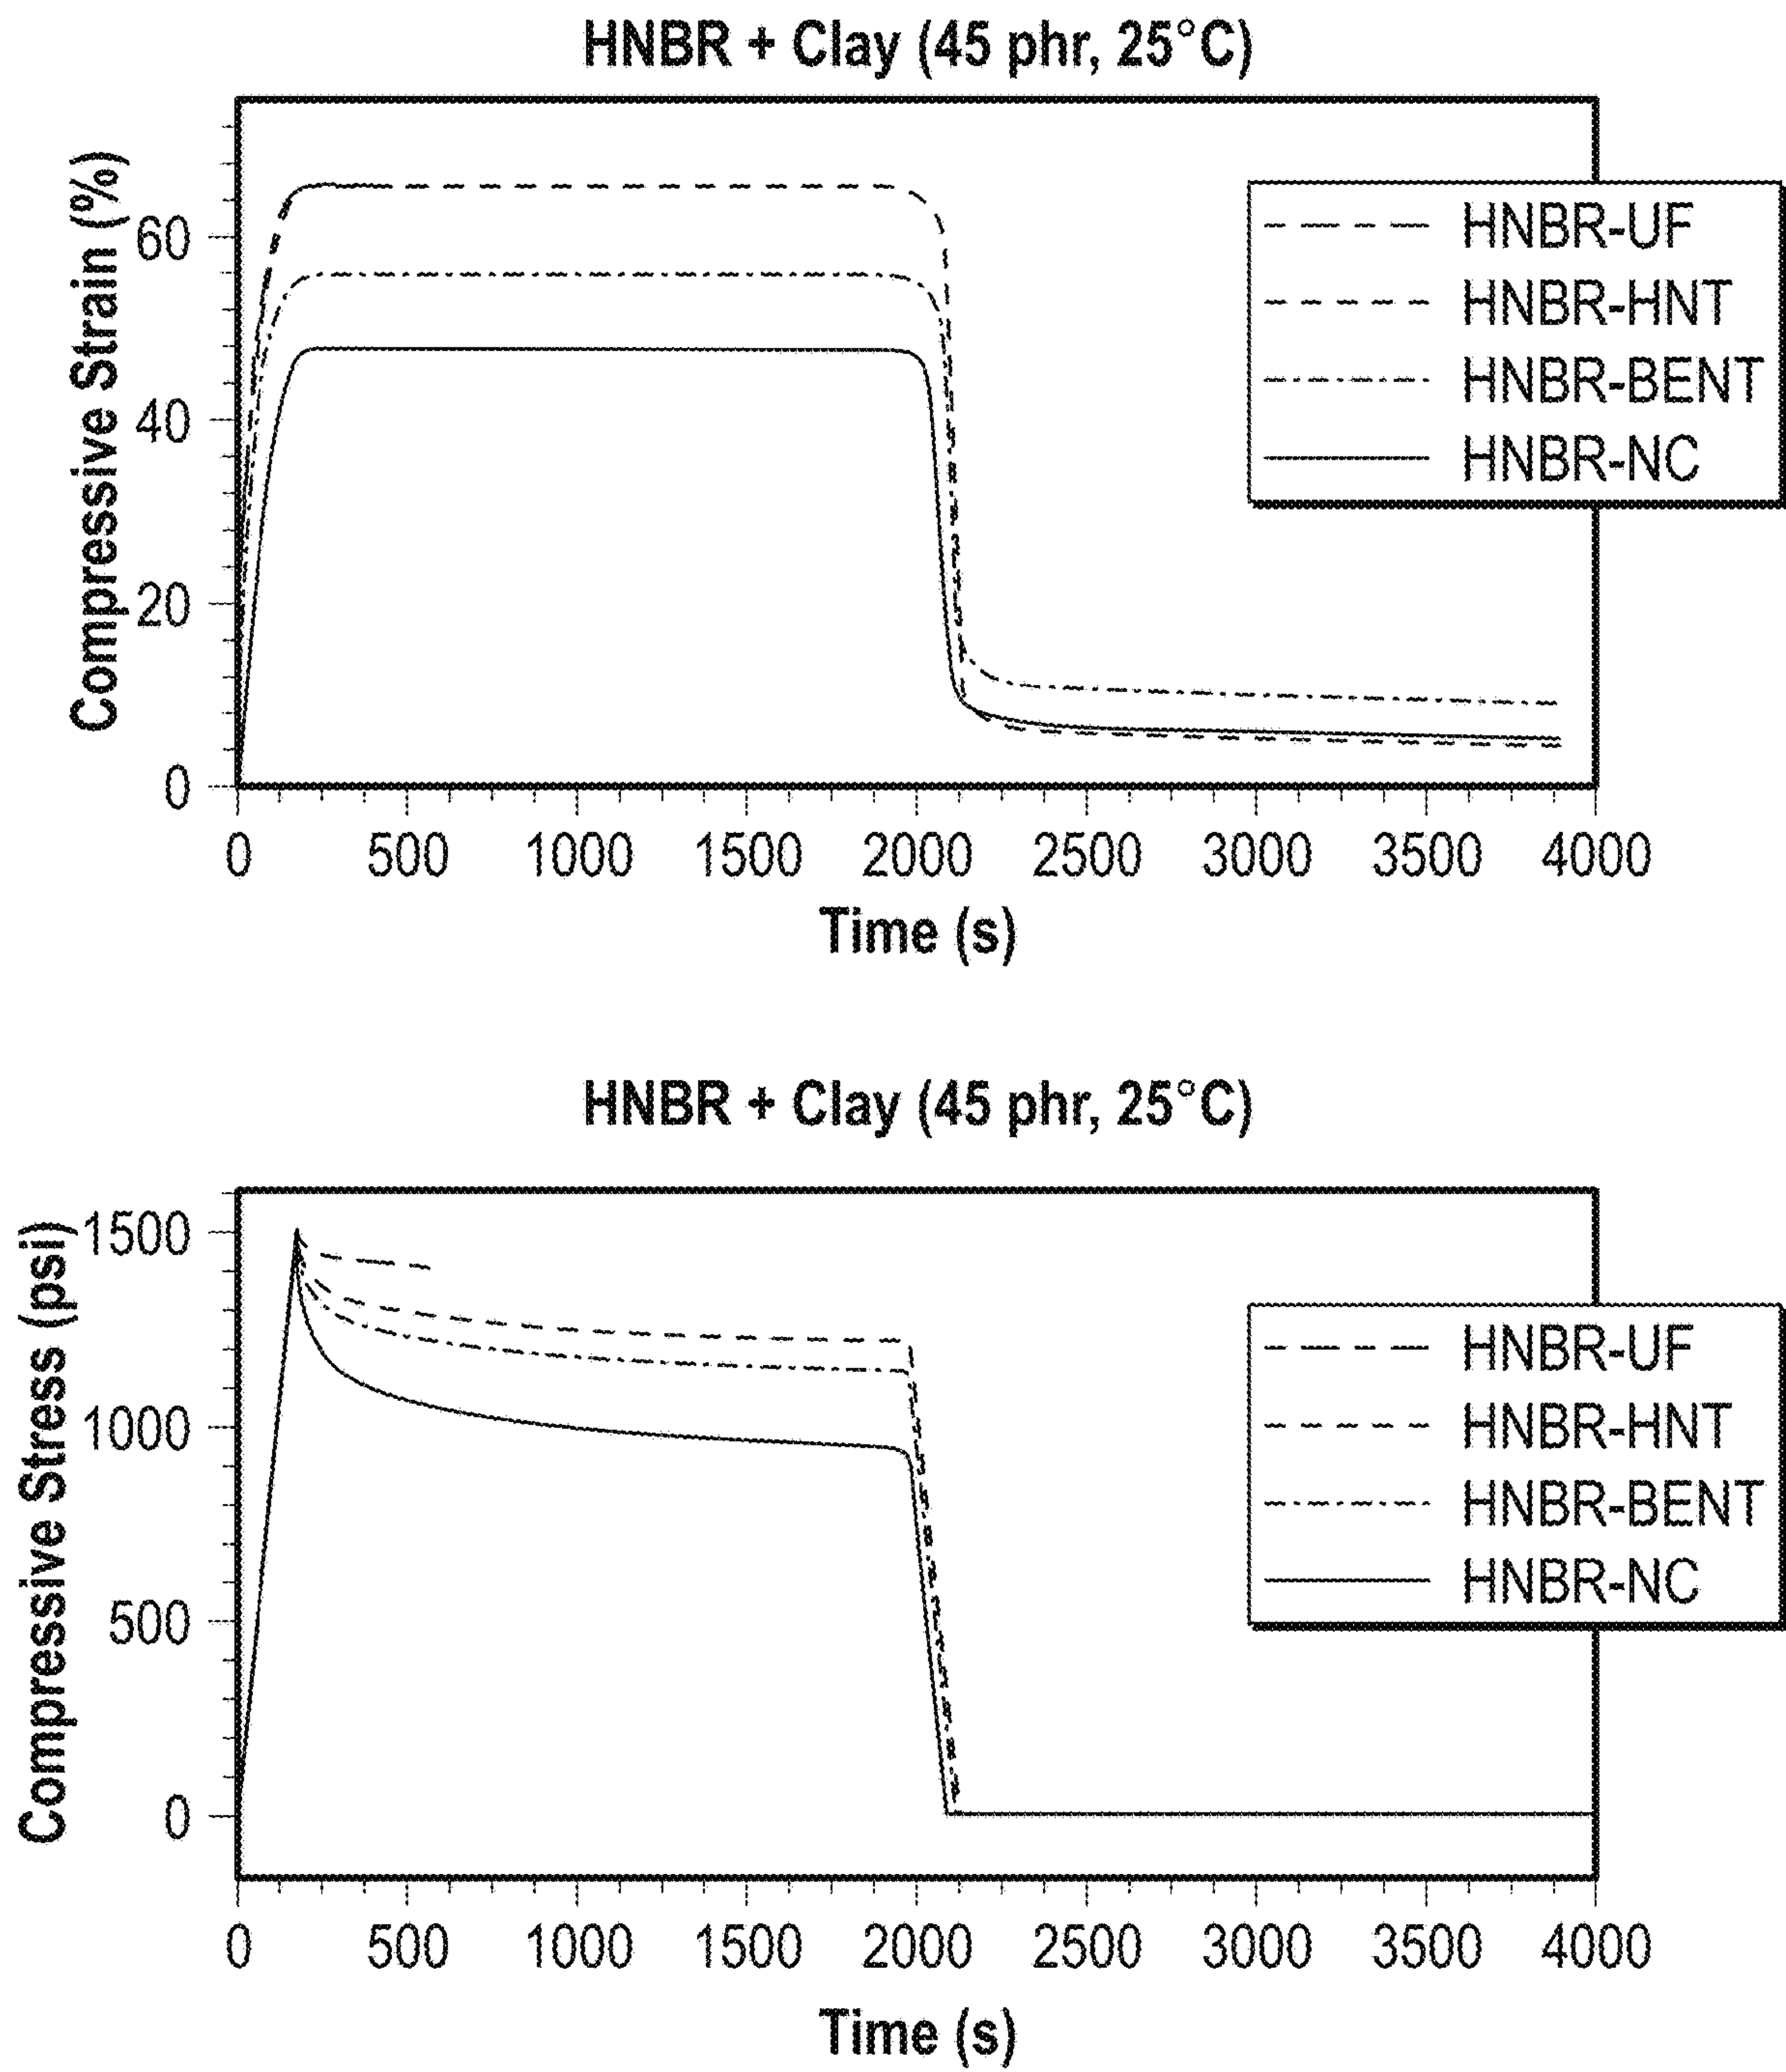 HNBR + Clay (45 phr, 25°C)
Compressive Strain (%)
60
40
20
0
HNBR-UF
HNBR-HNT
HNBR-BENT
HNBR-NC
0 500 1000 1500 2000 2500 3000 3500 4000
Time (s)
HNBR + Clay (45 phr, 25°C)
Compressive Stress (psi)
1500
1000
500
0
HNBR-UF
HNBR-HNT
HNBR-BENT
HNBR-NC
0 500 1000 1500 2000 2500 3000 3500 4000
Time (s)